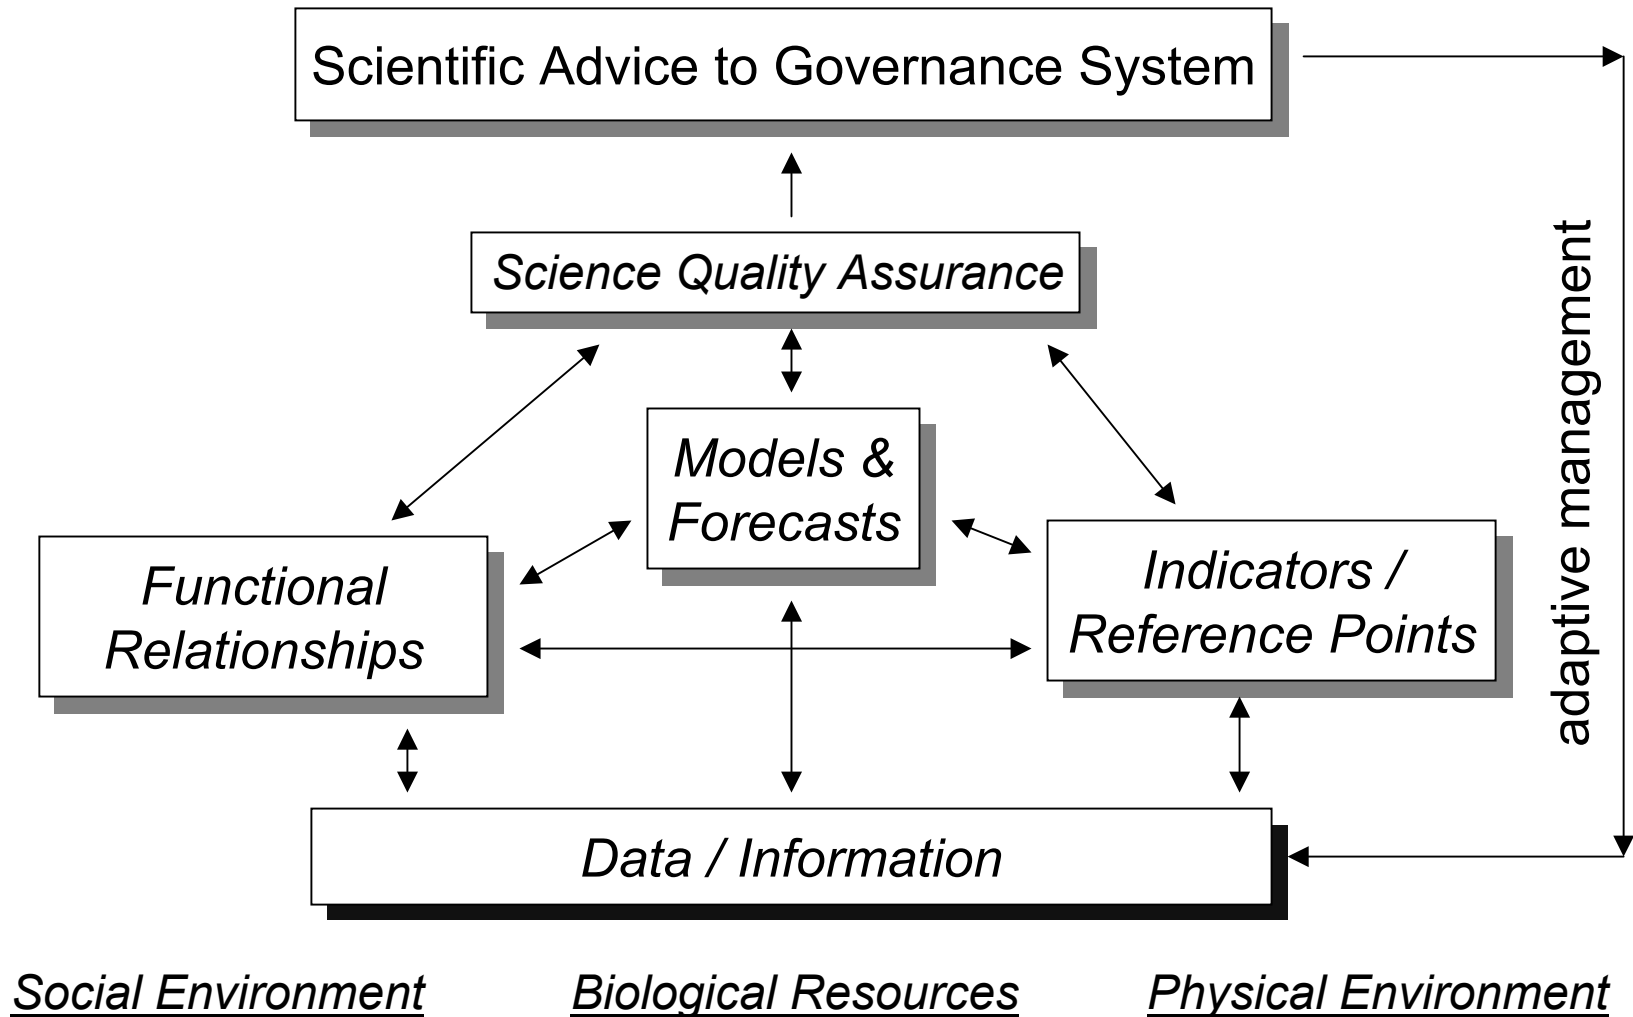 Scientific Advice to Governance System
Science Quality Assurance
Models &
Forecasts
Functional
Relationships
Indicators /
Reference Points
adaptive management
Data / Information
Social Environment
Biological Resources
Physical Environment